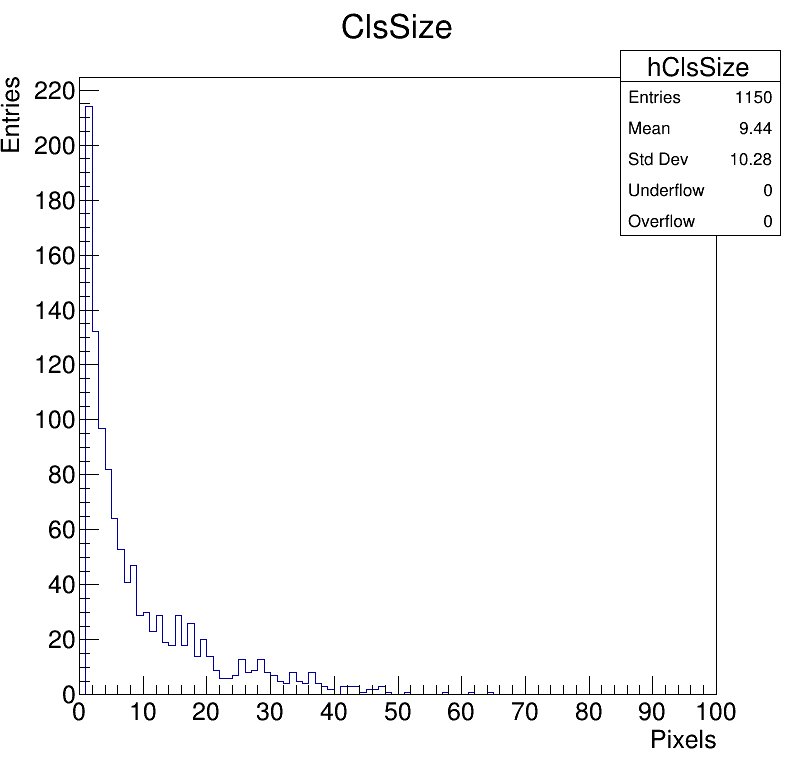 ClsSize
hClsSize
Entries 1150
Mean 9.44
Std Dev 10.28
Underflow 0
Overflow 0
Entries
220
200
180
160
140
120
100
80
60
40
20
0
0 10 20 30 40 50 60 70 80 90 100
Pixels